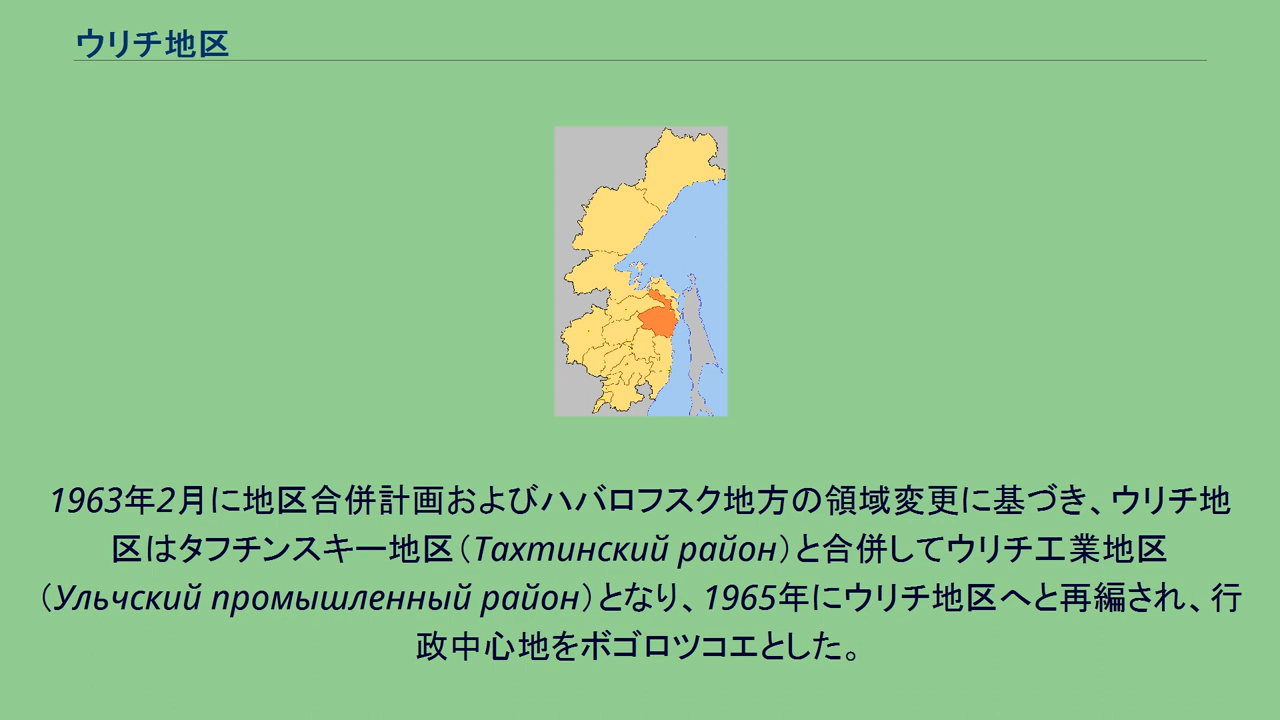 ウリチ地区
1963年2月に地区合併計画およびハバロフスク地方の領域変更に基づき、ウリチ地
区はタフチンスキー地区（Тахтинский район）と合併してウリチ工業地区
（Ульчский промышленный район）となり、1965年にウリチ地区へと再編され、行
政中心地をボゴロツコエとした。